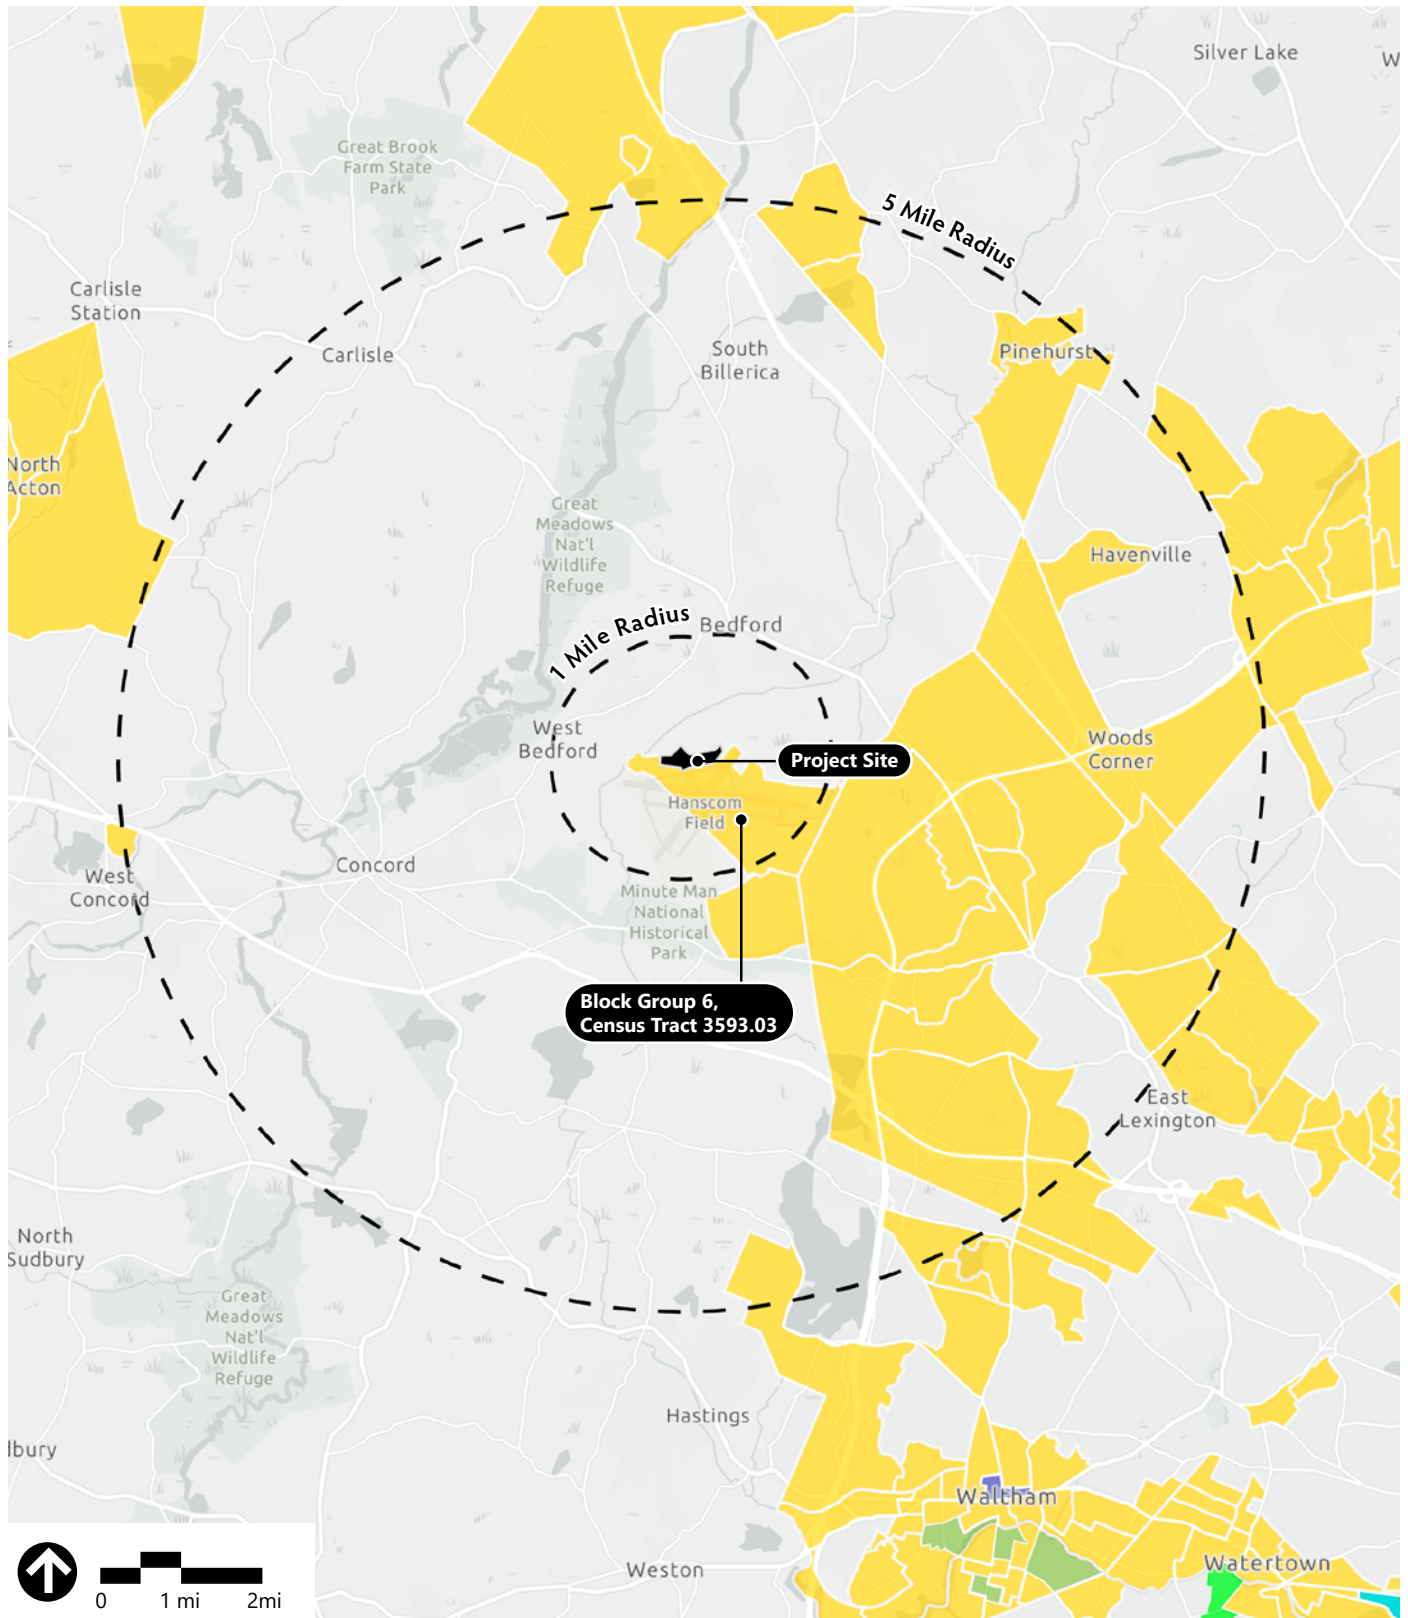 Silver Lake
W
Great Brook
Farm State
Park
5 Mile Radius
Carlisle
Station
Carlisle
South
Billerica
Pinehurst
North
Acton
Great
Meadows
Nat'l
Wildlife
Refuge
Havenville
1 Mile Radius
Bedford
West
Bedford
Woods
Corner
Project Site
Hanscom
Field
West
Concord
Concord
Minute Man
National
Historical
Park
Block Group 6,
Census Tract 3593.03
East
Lexington
North
Sudbury
Great
Meadows
Nat'l
Wildlife
Refuge
Hastings
lbury
Waltham
Weston
Watertown
0 1 mi 2mi